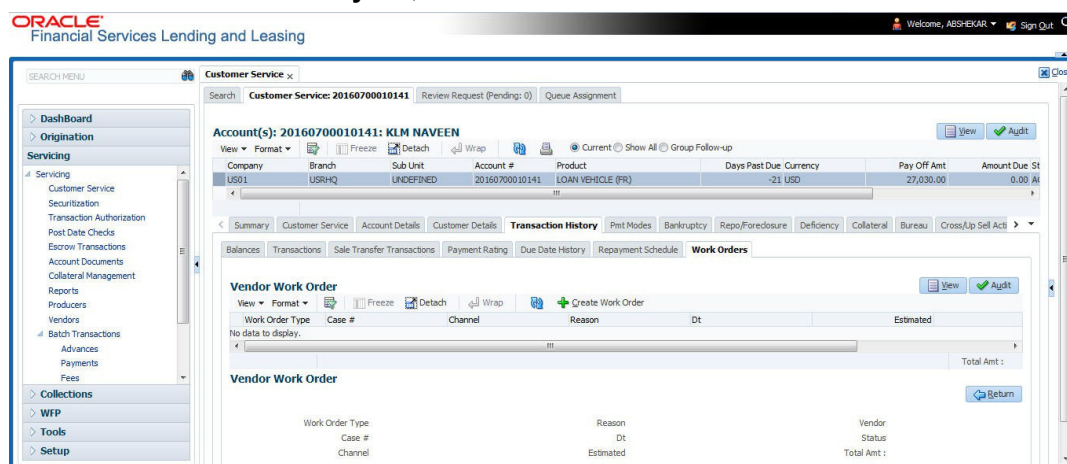 ORACLE
Financial Services Lending and Leasing
Welcome, ABSHEKAR Sign Out
SEARCH MENU
Customer Service x
Close
Search Customer Service: 20160700010141 Review Request (Pending: 0) Queue Assignment
DashBoard
Origination
Servicing
Servicing
Customer Service
Securitization
Transaction Authorization
Post Date Checks
Escrow Transactions
Account Documents
Collateral Management
Reports
Producers
Vendors
Batch Transactions
Advances
Payments
Fees
Collections
WFP
Tools
Setup
Account(s): 20160700010141: KLM NAVEEN
View Audit
View Format Freeze Detach Wrap Current Show All Group Follow-up
Company Branch Sub Unit Account # Product Days Past Due Currency Pay Off Amt Amount Due St
US01 USRHQ UNDEFINED 20160700010141 LOAN VEHICLE (FR) -21 USD 27,030.00 0.00
Summary Customer Service Account Details Customer Details Transaction History Pmt Modes Bankruptcy Repo/Foreclosure Deficiency Collateral Bureau Cross/Up Sell Acti
Balances Transactions Sale Transfer Transactions Payment Rating Due Date History Repayment Schedule Work Orders
Vendor Work Order
View Audit
View Format Freeze Detach Wrap Create Work Order
Work Order Type Case # Channel Reason Dt Estimated
No data to display.
Total Amt :
Vendor Work Order
Return
Work Order Type Reason Vendor
Case # Dt Status
Channel Estimated Total Amt :